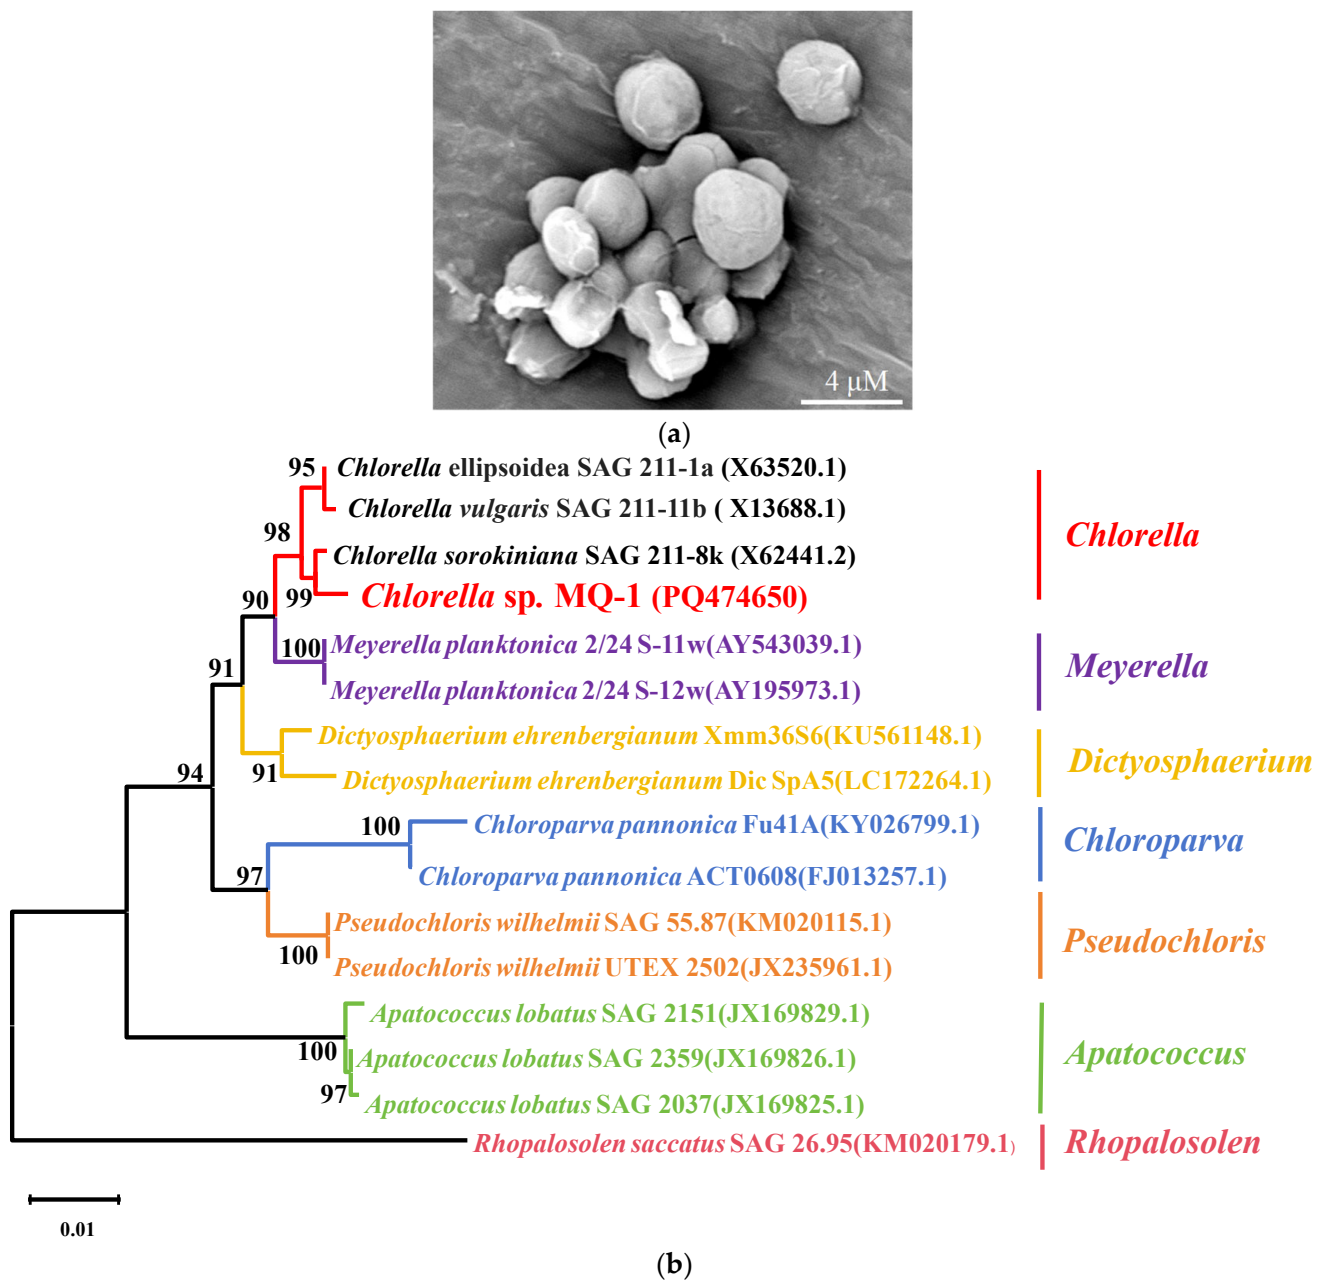 4 μM
(a)
95
Chlorella ellipsoidea SAG 211-1a (X63520.1)
Chlorella vulgaris SAG 211-11b ( X13688.1)
98
Chlorella
Chlorella sorokiniana SAG 211-8k (X62441.2)
90
99
Chlorella sp. MQ-1 (PQ474650)
100
Meyerella planktonica 2/24 S-11w(AY543039.1)
91
Meyerella
Meyerella planktonica 2/24 S-12w(AY195973.1)
Dictyosphaerium ehrenbergianum Xmm36S6(KU561148.1)
94
91
Dictyosphaerium
Dictyosphaerium ehrenbergianum Dic SpA5(LC172264.1)
100
Chloroparva pannonica Fu41A(KY026799.1)
Chloroparva
97
Chloroparva pannonica ACT0608(FJ013257.1)
Pseudochloris wilhelmii SAG 55.87(KM020115.1)
Pseudochloris
100
Pseudochloris wilhelmii UTEX 2502(JX235961.1)
Apatococcus lobatus SAG 2151(JX169829.1)
100
Apatococcus lobatus SAG 2359(JX169826.1)
Apatococcus
97
Apatococcus lobatus SAG 2037(JX169825.1)
Rhopalosolen saccatus SAG 26.95(KM020179.1)
Rhopalosolen
0.01
(b)